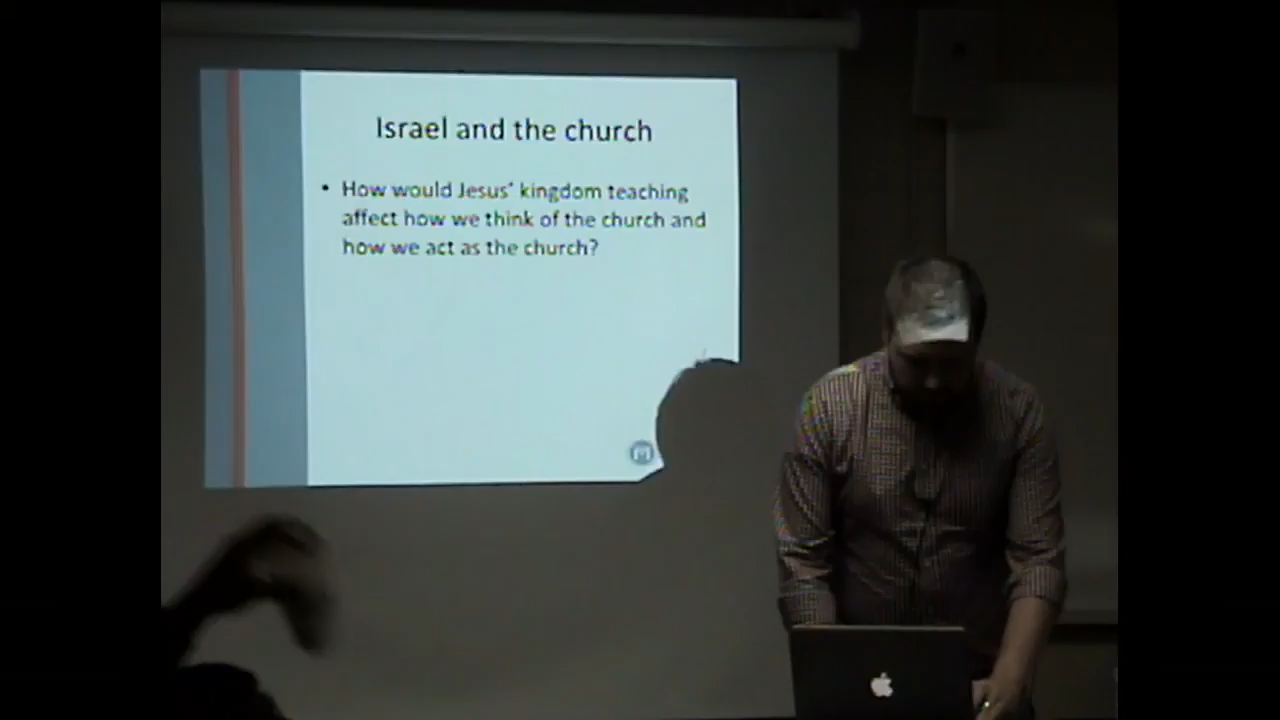 Israel and the church
• How would Jesus' kingdom teaching
affect how we think of the church and
how we act as the church?